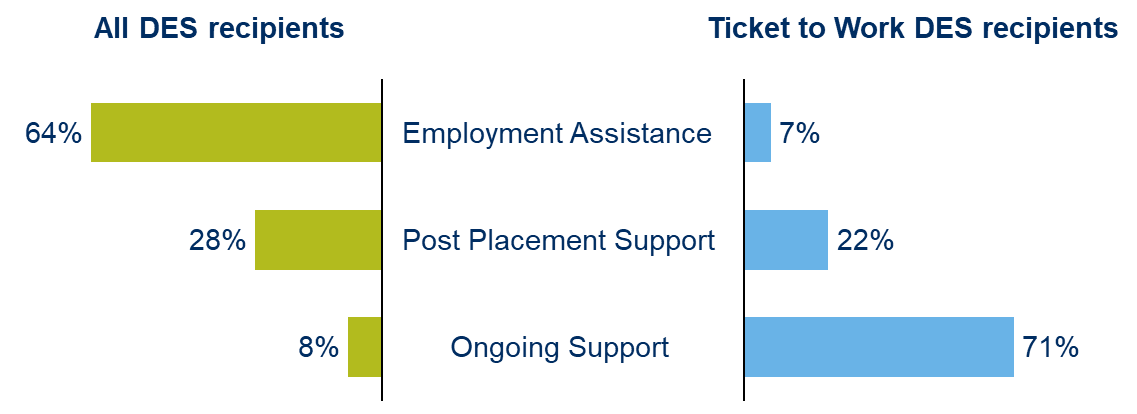 All DES recipients
Ticket to Work DES recipients
64% Employment Assistance 7%
28% Post Placement Support 22%
8% Ongoing Support 71%